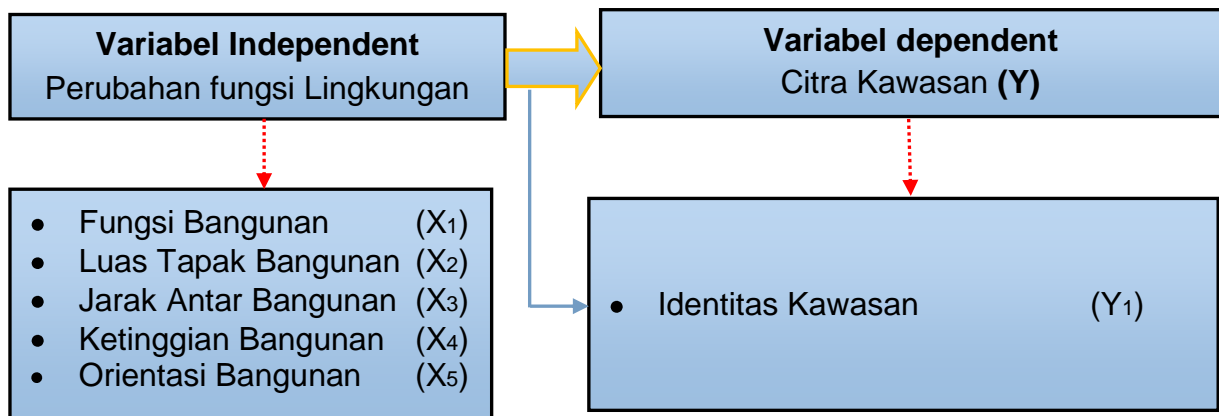 Variabel Independent
Perubahan fungsi Lingkungan
Variabel dependent
Citra Kawasan (Y)
• Fungsi Bangunan (X1)
• Luas Tapak Bangunan (X2)
• Jarak Antar Bangunan (X3)
• Ketinggian Bangunan (X4)
• Orientasi Bangunan (X5)
• Identitas Kawasan (Y1)